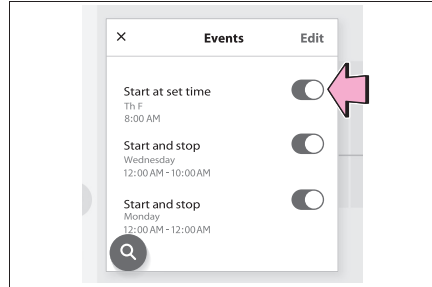 × Events Edit
Start at set time
Th F
8:00 AM
Start and stop
Wednesday
12:00 AM - 10:00 AM
Start and stop
Monday
12:00 AM - 12:00 AM